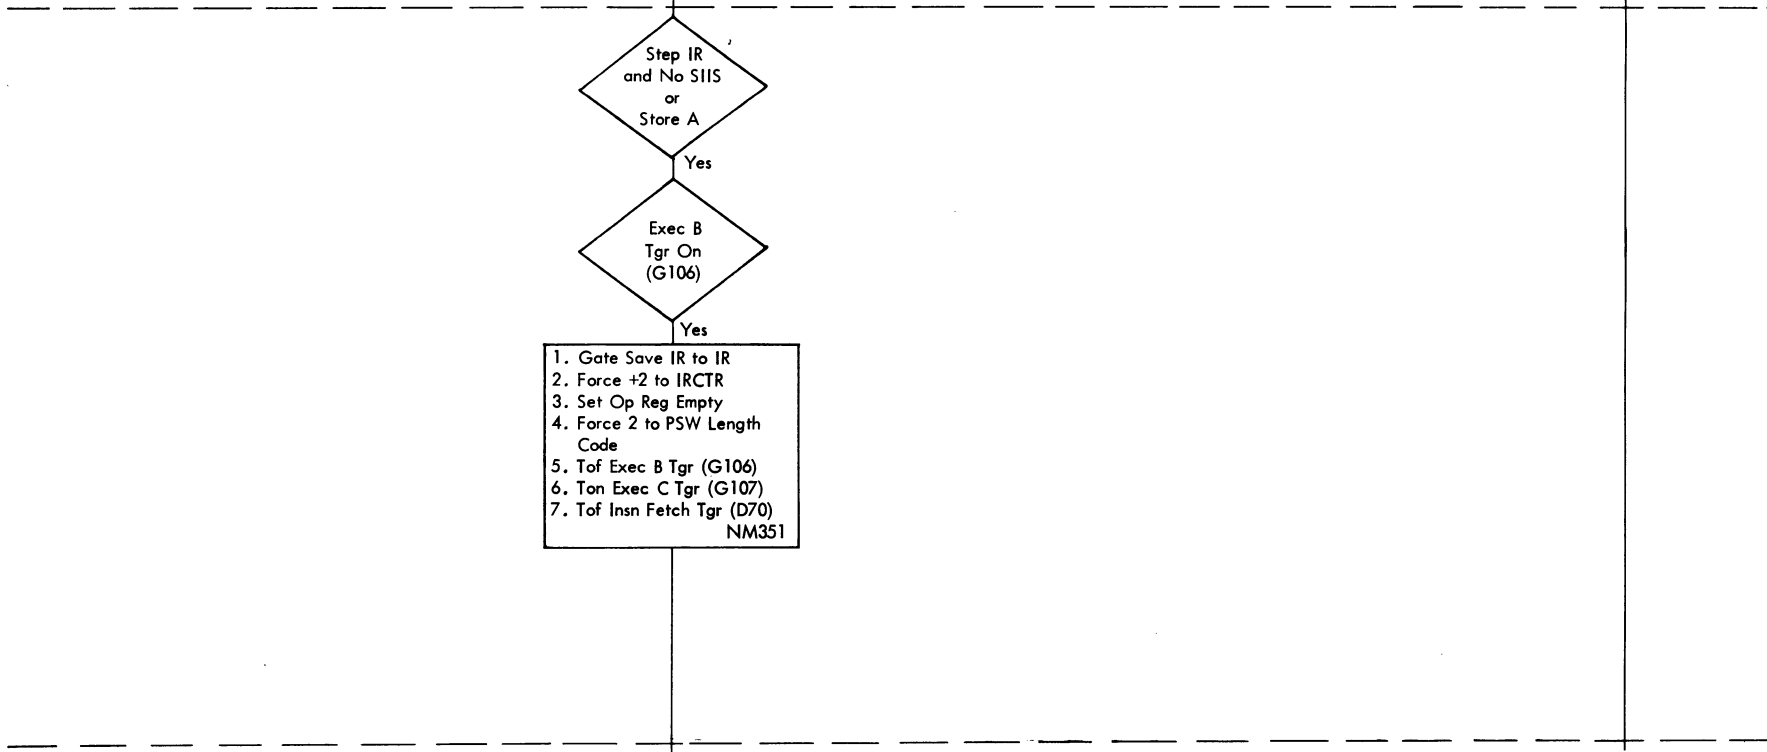 Step IR
and No SIIS
or
Store A
Yes
Exec B
Tgr On
(G106)
Yes
1. Gate Save IR to IR
2. Force +2 to IRCTR
3. Set Op Reg Empty
4. Force 2 to PSW Length
Code
5. Tof Exec B Tgr (G106)
6. Ton Exec C Tgr (G107)
7. Tof Insn Fetch Tgr (D70)
NM351